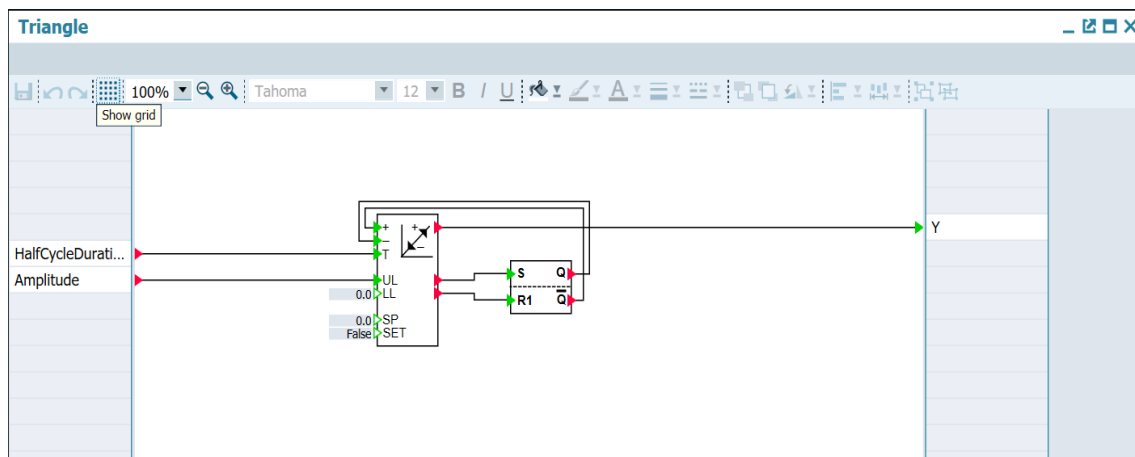 Triangle
100% Tahoma 12 B I U A
Show grid
+ + −
−
HalfCycleDurati... T
Y
Amplitude UL S Q
0.0 LL R1 Q̅
0.0 SP
False SET